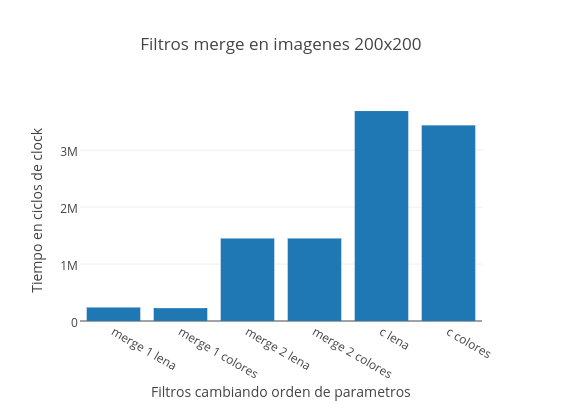 Filtros merge en imagenes 200x200
Tiempo en ciclos de clock
3M
2M
1M
0
merge 1 lena
merge 1 colores
merge 2 lena
merge 2 colores
c lena
c colores
Filtros cambiando orden de parametros